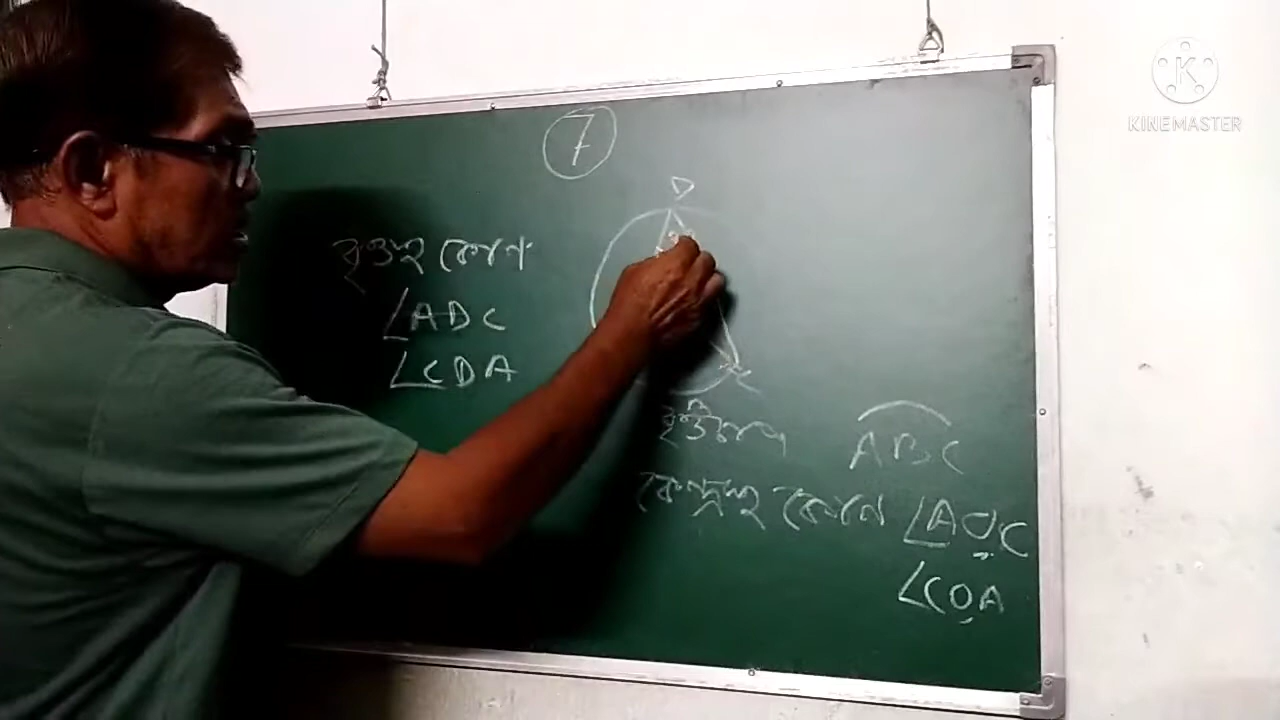 7
D
বৃত্তস্থ কোণ
∠ADC
∠CDA
C
বৃত্তচাপ ABC
কেন্দ্রস্থ কোণ ∠AOC
∠COA
K
KINEMASTER